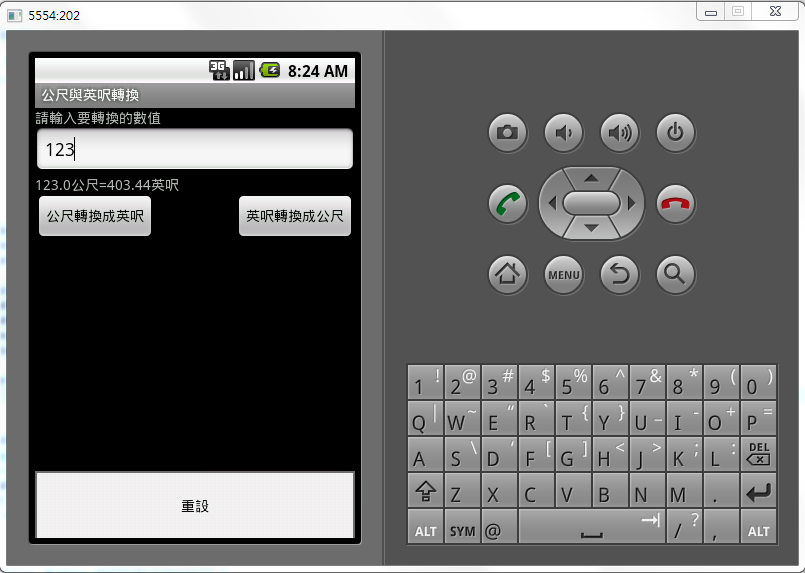 5554:202
3G 8:24 AM
公尺與英呎轉換
請輸入要轉換的數值
123
123.0公尺=403.44英呎
公尺轉換成英呎 英呎轉換成公尺
重設
MENU
1 ! 2 @ 3 # 4 $ 5 % 6 ^ 7 & 8 * 9 ( 0 )
Q | W ~ E “ R ` T { Y } U _ I - O + P =
A S \ D ‘ F [ G ] H < J > K ; L : DEL
Z X C V B N M .
ALT SYM @ / ? , ALT